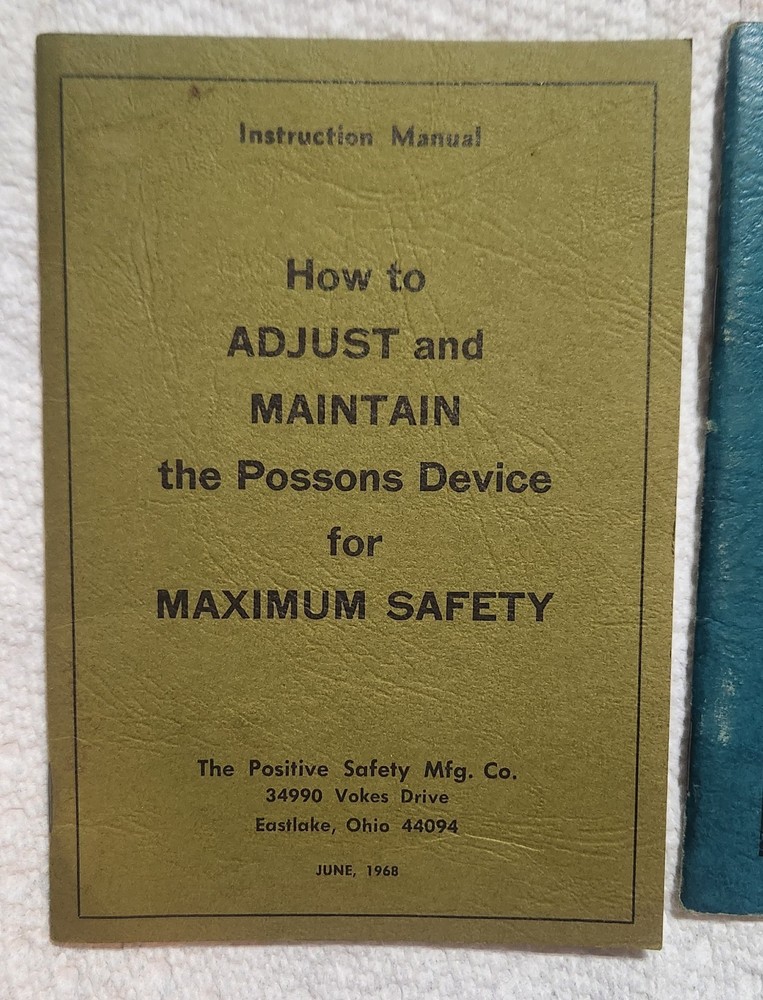 Instruction Manual
How to
ADJUST and
MAINTAIN
the Possons Device
for
MAXIMUM SAFETY
The Positive Safety Mfg. Co.
34990 Vokes Drive
Eastlake, Ohio 44094
JUNE, 1968